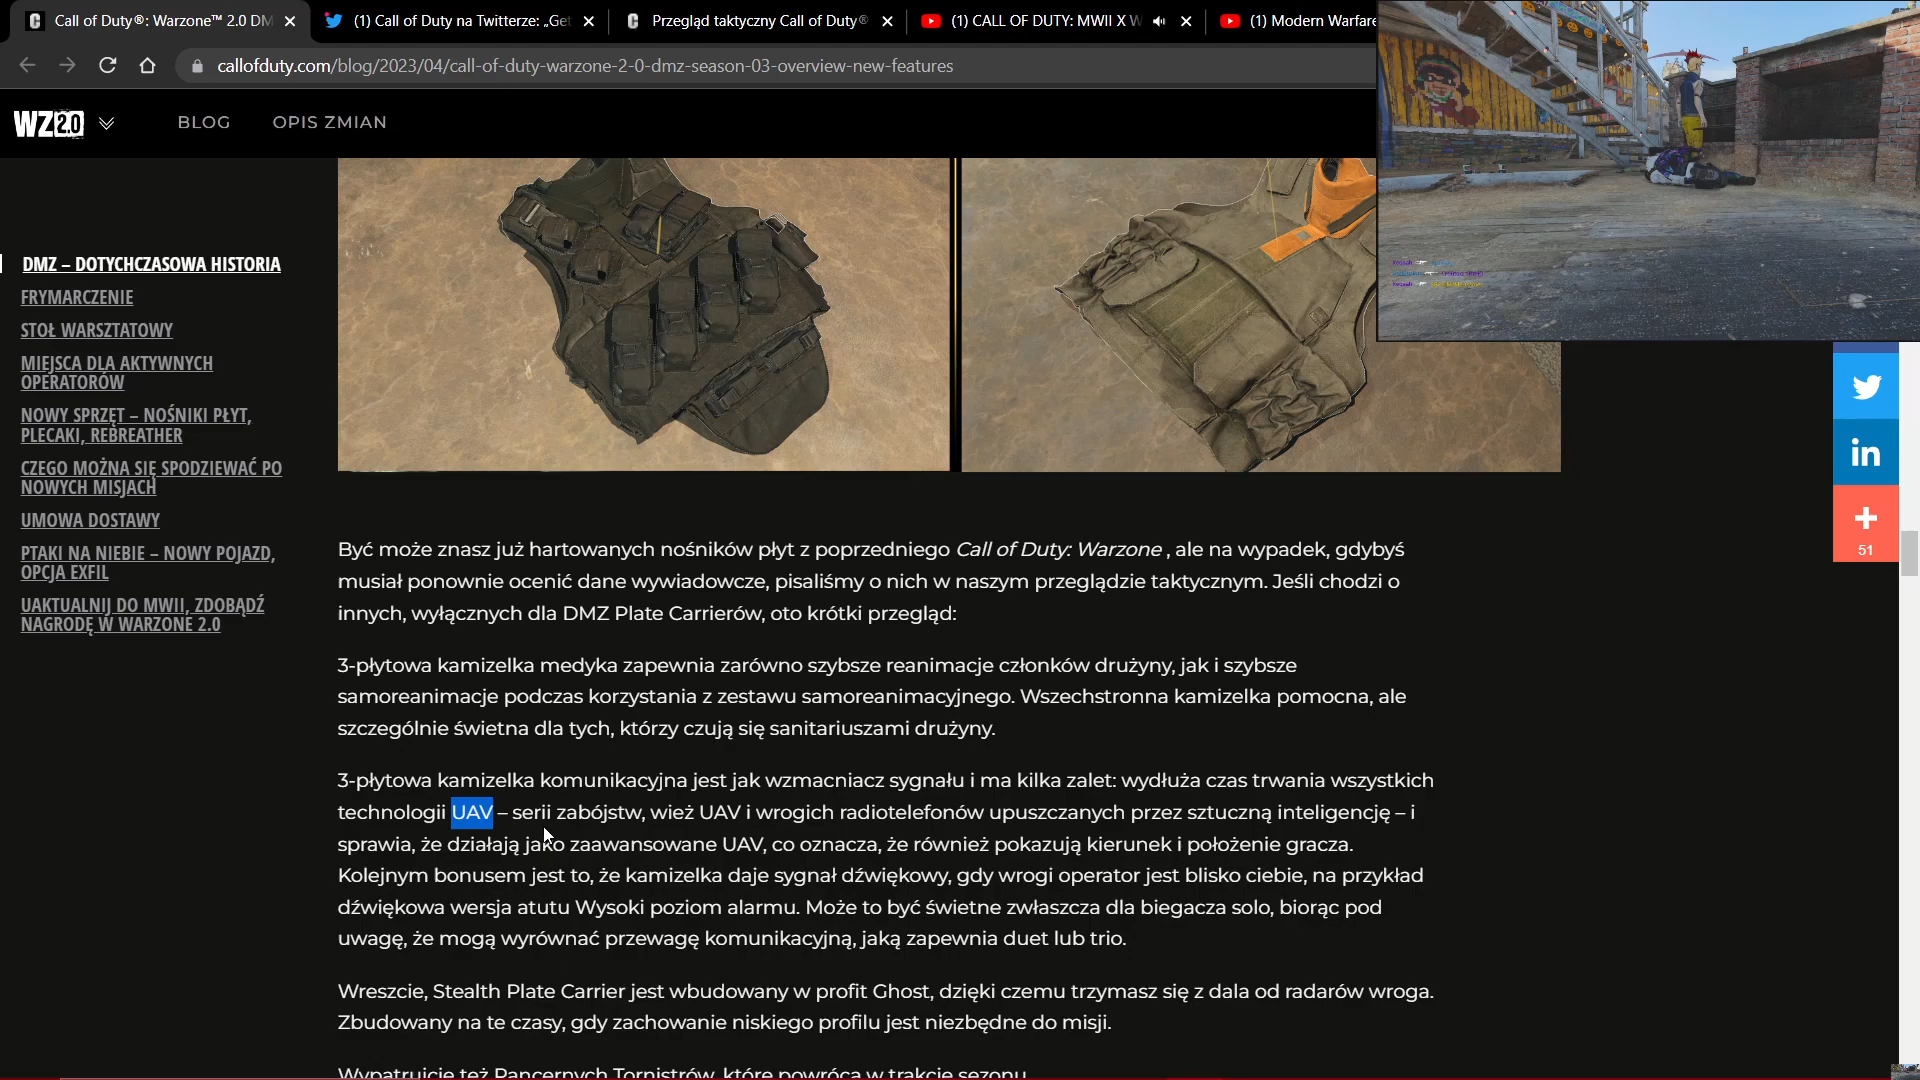 Call of Duty®: Warzone™ 2.0 DM
(1) Call of Duty na Twitterze: „Get
Przegląd taktyczny Call of Duty®
(1) CALL OF DUTY: MWII X W
(1) Modern Warfare
callofduty.com/blog/2023/04/call-of-duty-warzone-2-0-dmz-season-03-overview-new-features
WZ2.0
BLOG
OPIS ZMIAN
DMZ – DOTYCHCZASOWA HISTORIA
FRYMARCZENIE
STOŁ WARSZTATOWY
MIEJSCA DLA AKTYWNYCH
OPERATORÓW
NOWY SPRZĘT – NOŚNIKI PŁYT,
PLECAKI, REBREATHER
CZEGO MOŻNA SIĘ SPODZIEWAĆ PO
NOWYCH MISJACH
UMOWA DOSTAWY
PTAKI NA NIEBIE – NOWY POJAZD,
OPCJA EXFIL
UAKTUALNIJ DO MWII, ZDOBĄDŹ
NAGRODĘ W WARZONE 2.0
Być może znasz już hartowanych nośników płyt z poprzedniego Call of Duty: Warzone , ale na wypadek, gdybyś
musiał ponownie ocenić dane wywiadowcze, pisaliśmy o nich w naszym przeglądzie taktycznym. Jeśli chodzi o
innych, wyłącznych dla DMZ Plate Carrierów, oto krótki przegląd:
3-płytowa kamizelka medyka zapewnia zarówno szybsze reanimacje członków drużyny, jak i szybsze
samoreanimacje podczas korzystania z zestawu samoreanimacyjnego. Wszechstronna kamizelka pomocna, ale
szczególnie świetna dla tych, którzy czują się sanitariuszami drużyny.
3-płytowa kamizelka komunikacyjna jest jak wzmacniacz sygnału i ma kilka zalet: wydłuża czas trwania wszystkich
technologii UAV – serii zabójstw, wież UAV i wrogich radiotelefonów upuszczanych przez sztuczną inteligencję – i
sprawia, że działają jako zaawansowane UAV, co oznacza, że również pokazują kierunek i położenie gracza.
Kolejnym bonusem jest to, że kamizelka daje sygnał dźwiękowy, gdy wrogi operator jest blisko ciebie, na przykład
dźwiękowa wersja atutu Wysoki poziom alarmu. Może to być świetne zwłaszcza dla biegacza solo, biorąc pod
uwagę, że mogą wyrównać przewagę komunikacyjną, jaką zapewnia duet lub trio.
Wreszcie, Stealth Plate Carrier jest wbudowany w profit Ghost, dzięki czemu trzymasz się z dala od radarów wroga.
Zbudowany na te czasy, gdy zachowanie niskiego profilu jest niezbędne do misji.
Wypatrujcie też Pancernych Tornistrów, które powrócą w trakcie sezonu.
in
51